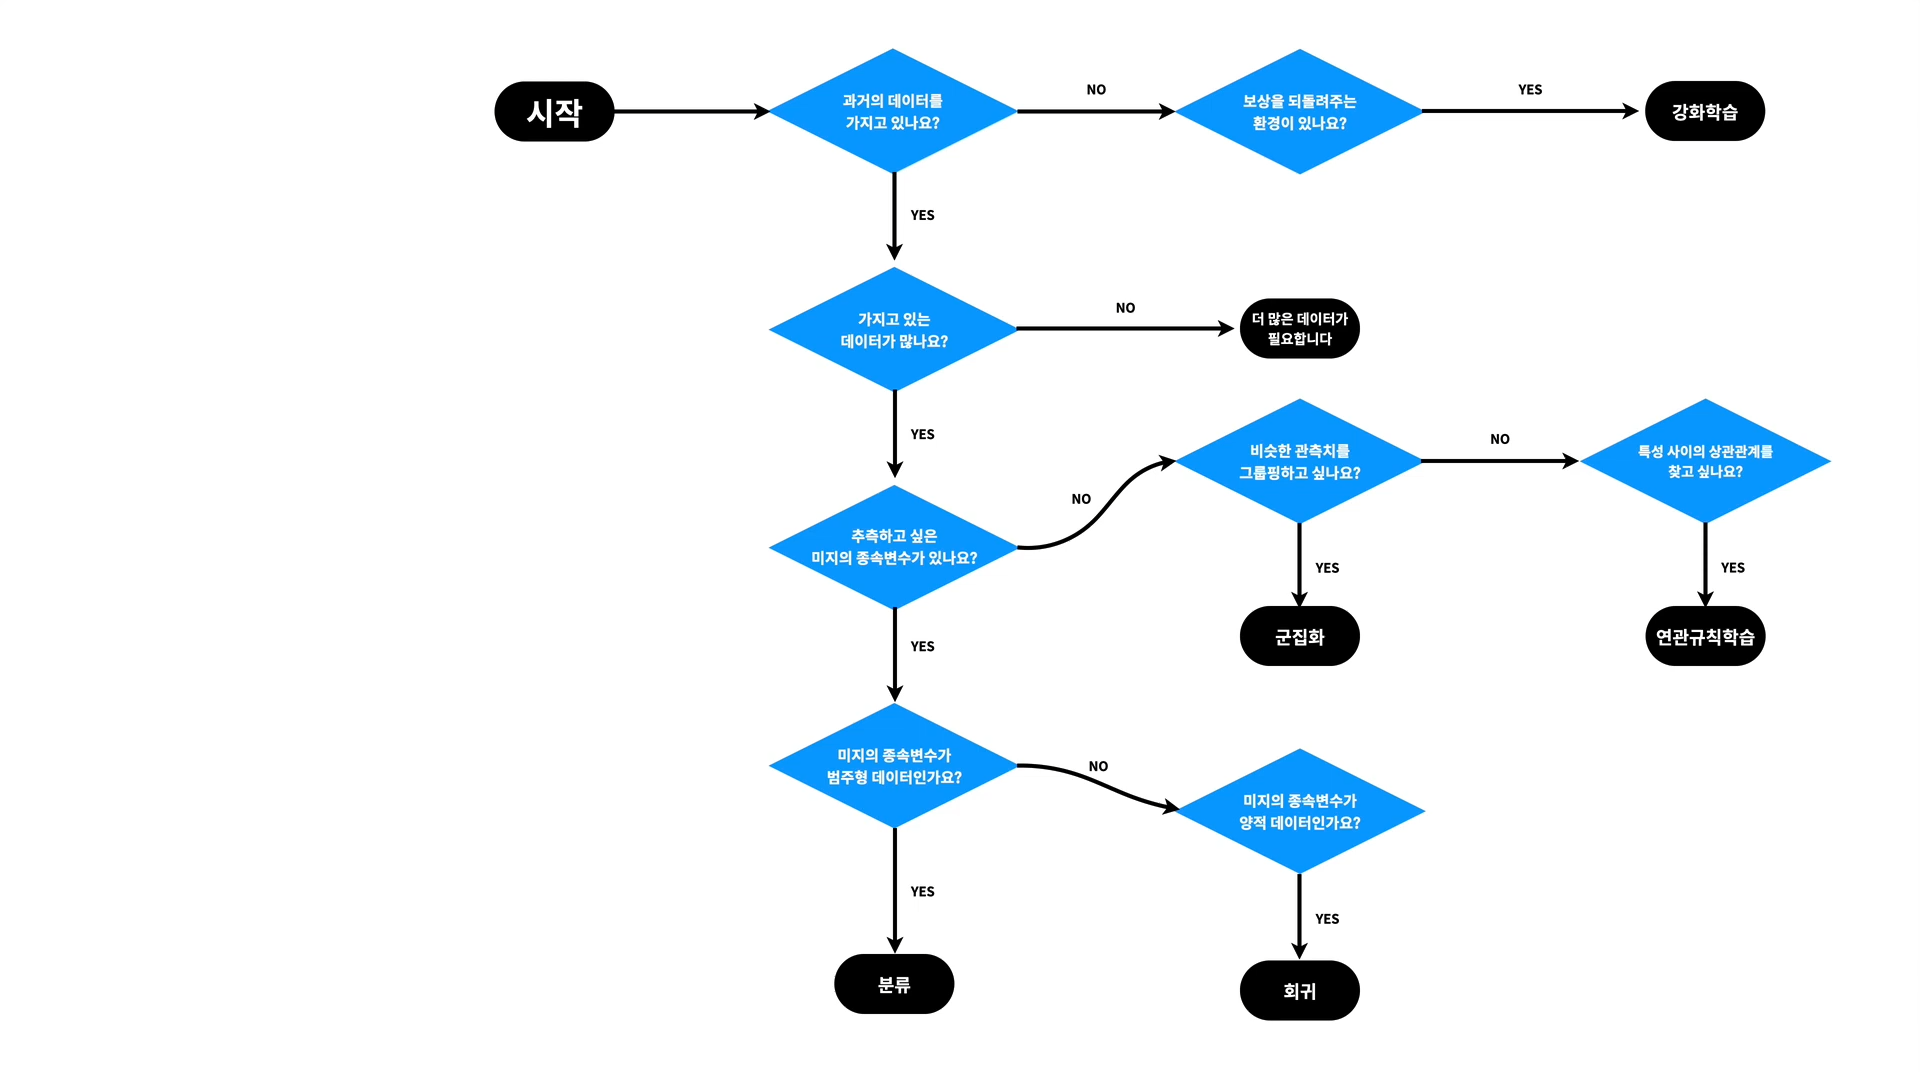 시작
과거의 데이터를
가지고 있나요?
NO
보상을 되돌려주는
환경이 있나요?
YES
강화학습
YES
가지고 있는
데이터가 많나요?
NO
더 많은 데이터가
필요합니다
YES
추측하고 싶은
미지의 종속변수가 있나요?
NO
비슷한 관측치를
그룹핑하고 싶나요?
NO
특성 사이의 상관관계를
찾고 싶나요?
YES
군집화
YES
연관규칙학습
YES
미지의 종속변수가
범주형 데이터인가요?
NO
미지의 종속변수가
양적 데이터인가요?
YES
분류
YES
회귀